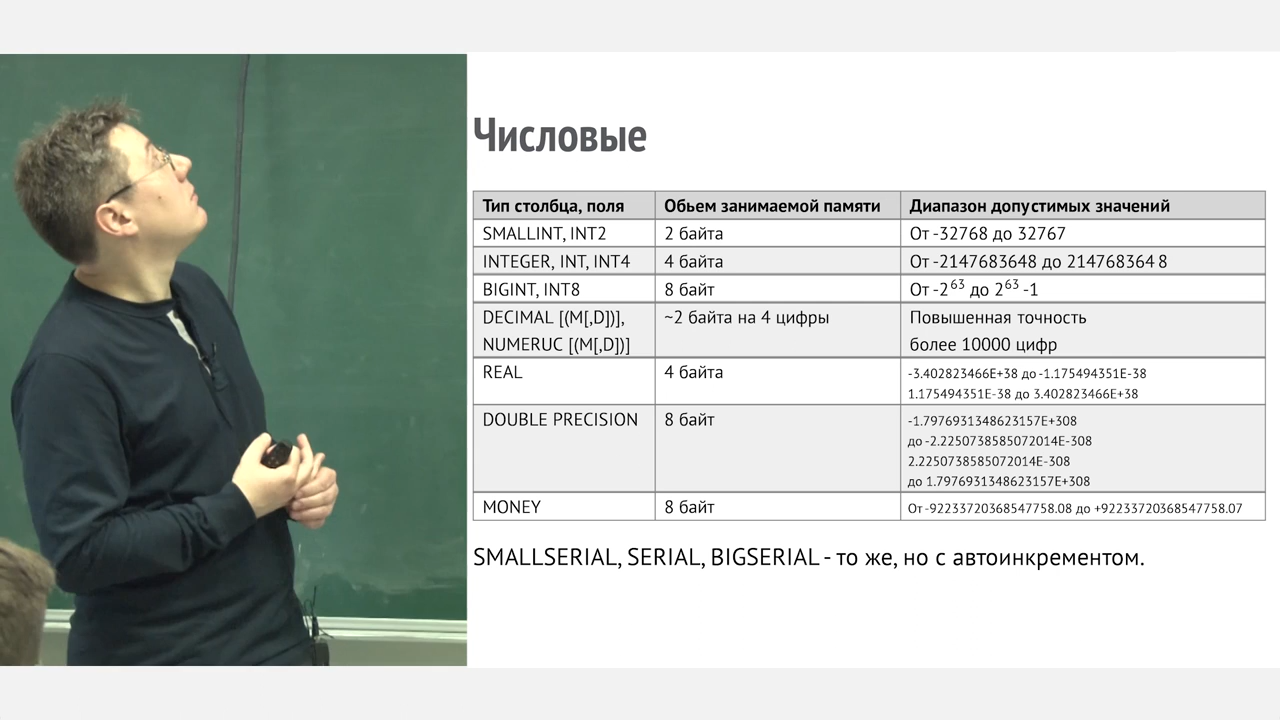 Числовые
Тип столбца, поля Обьем занимаемой памяти Диапазон допустимых значений
SMALLINT, INT2 2 байта От -32768 до 32767
INTEGER, INT, INT4 4 байта От -2147683648 до 214768364 8
BIGINT, INT8 8 байт От -2⁶³ до 2⁶³ -1
DECIMAL [(M[,D])], ~2 байта на 4 цифры Повышенная точность
NUMERUC [(M[,D])] более 10000 цифр
REAL 4 байта -3.402823466E+38 до -1.175494351E-38
1.175494351E-38 до 3.402823466E+38
DOUBLE PRECISION 8 байт -1.7976931348623157E+308
до -2.2250738585072014E-308
2.2250738585072014E-308
до 1.7976931348623157E+308
MONEY 8 байт От -92233720368547758.08 до +92233720368547758.07
SMALLSERIAL, SERIAL, BIGSERIAL - то же, но с автоинкрементом.